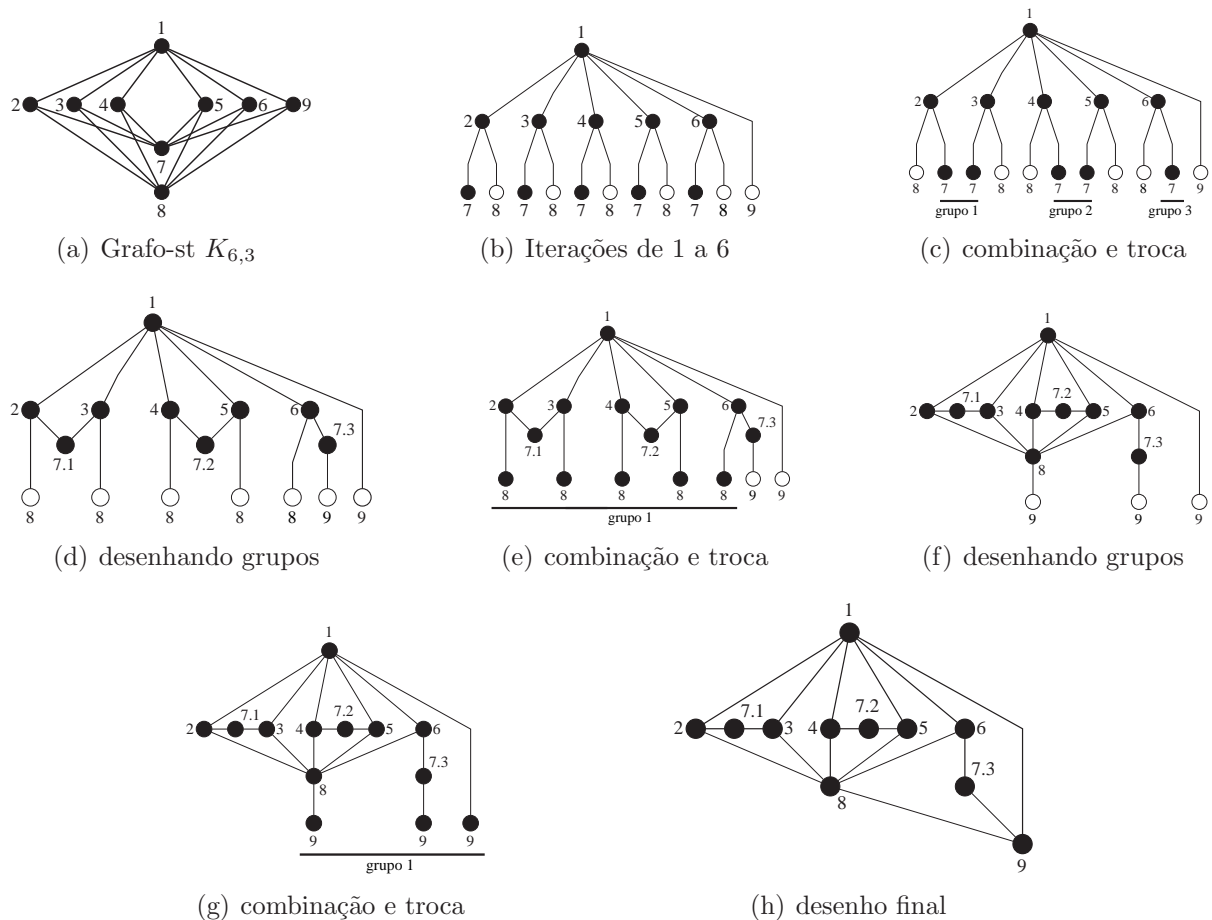 1
2 3 4 5 6 9
7
8
(a) Grafo-st K6,3
1
2 3 4 5 6
7 8 7 8 7 8 7 8 7 8 9
(b) Iterações de 1 a 6
1
2 3 4 5 6
8 7 7 8 8 7 7 8 8 7 9
grupo 1 grupo 2 grupo 3
(c) combinação e troca
1
2 3 4 5 6
7.3
7.1 7.2
8 8 8 8 8 9 9
(d) desenhando grupos
1
2 3 4 5 6
7.3
7.1 7.2
8 8 8 8 8 9 9
grupo 1
(e) combinação e troca
1
7.1 7.2
2 3 4 5 6
7.3
8
9 9 9
(f) desenhando grupos
1
7.1 7.2
2 3 4 5 6
7.3
8
9 9 9
grupo 1
(g) combinação e troca
1
7.1 7.2
2 3 4 5 6
7.3
8
9
(h) desenho final